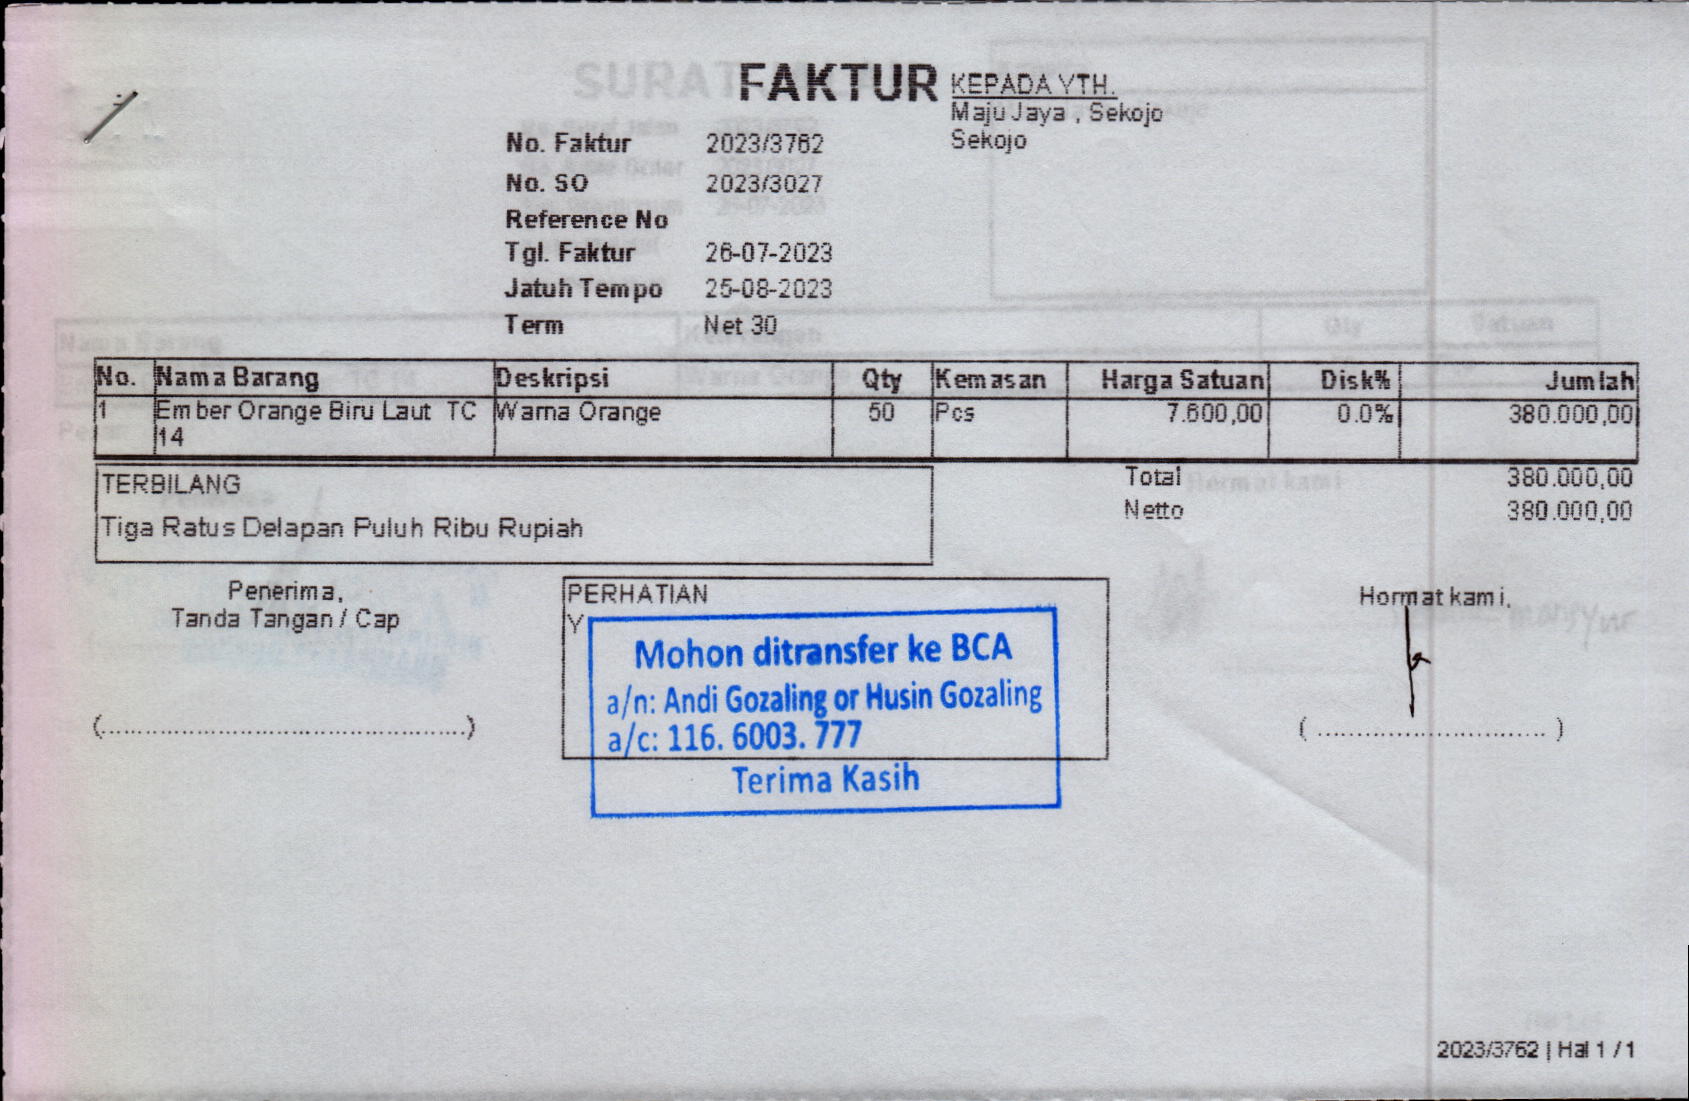 FAKTUR
KEPADA YTH.
Maju Jaya , Sekojo
Sekojo
No. Faktur 2023/3762
No. SO 2023/3027
Reference No
Tgl. Faktur 26-07-2023
Jatuh Tempo 25-08-2023
Term Net 30
No. Nama Barang Deskripsi Qty Kemasan Harga Satuan Disk% Jumlah
1 Ember Orange Biru Laut TC Warna Orange 50 Pcs 7.600,00 0.0% 380.000,00
14
TERBILANG
Tiga Ratus Delapan Puluh Ribu Rupiah
Total 380.000,00
Netto 380.000,00
Penerima,
Tanda Tangan / Cap
(..................................................)
PERHATIAN
Y
Mohon ditransfer ke BCA
a/n: Andi Gozaling or Husin Gozaling
a/c: 116. 6003. 777
Terima Kasih
Hormat kami,
( ............................... )
2023/3762 | Hal 1 / 1